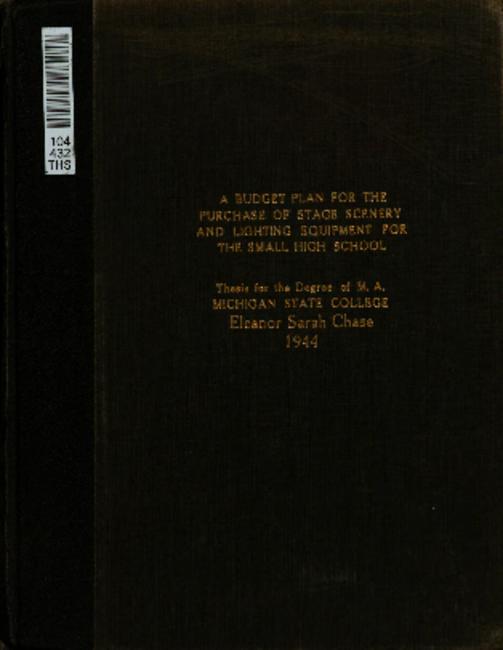 104
432
THS
A BUDGET PLAN FOR THE
PURCHASE OF STAGE SCENERY
AND LIGHTING EQUIPMENT FOR
THE SMALL HIGH SCHOOL
Thesis for the Degree of M. A.
MICHIGAN STATE COLLEGE
Eleanor Sarah Chase
1944